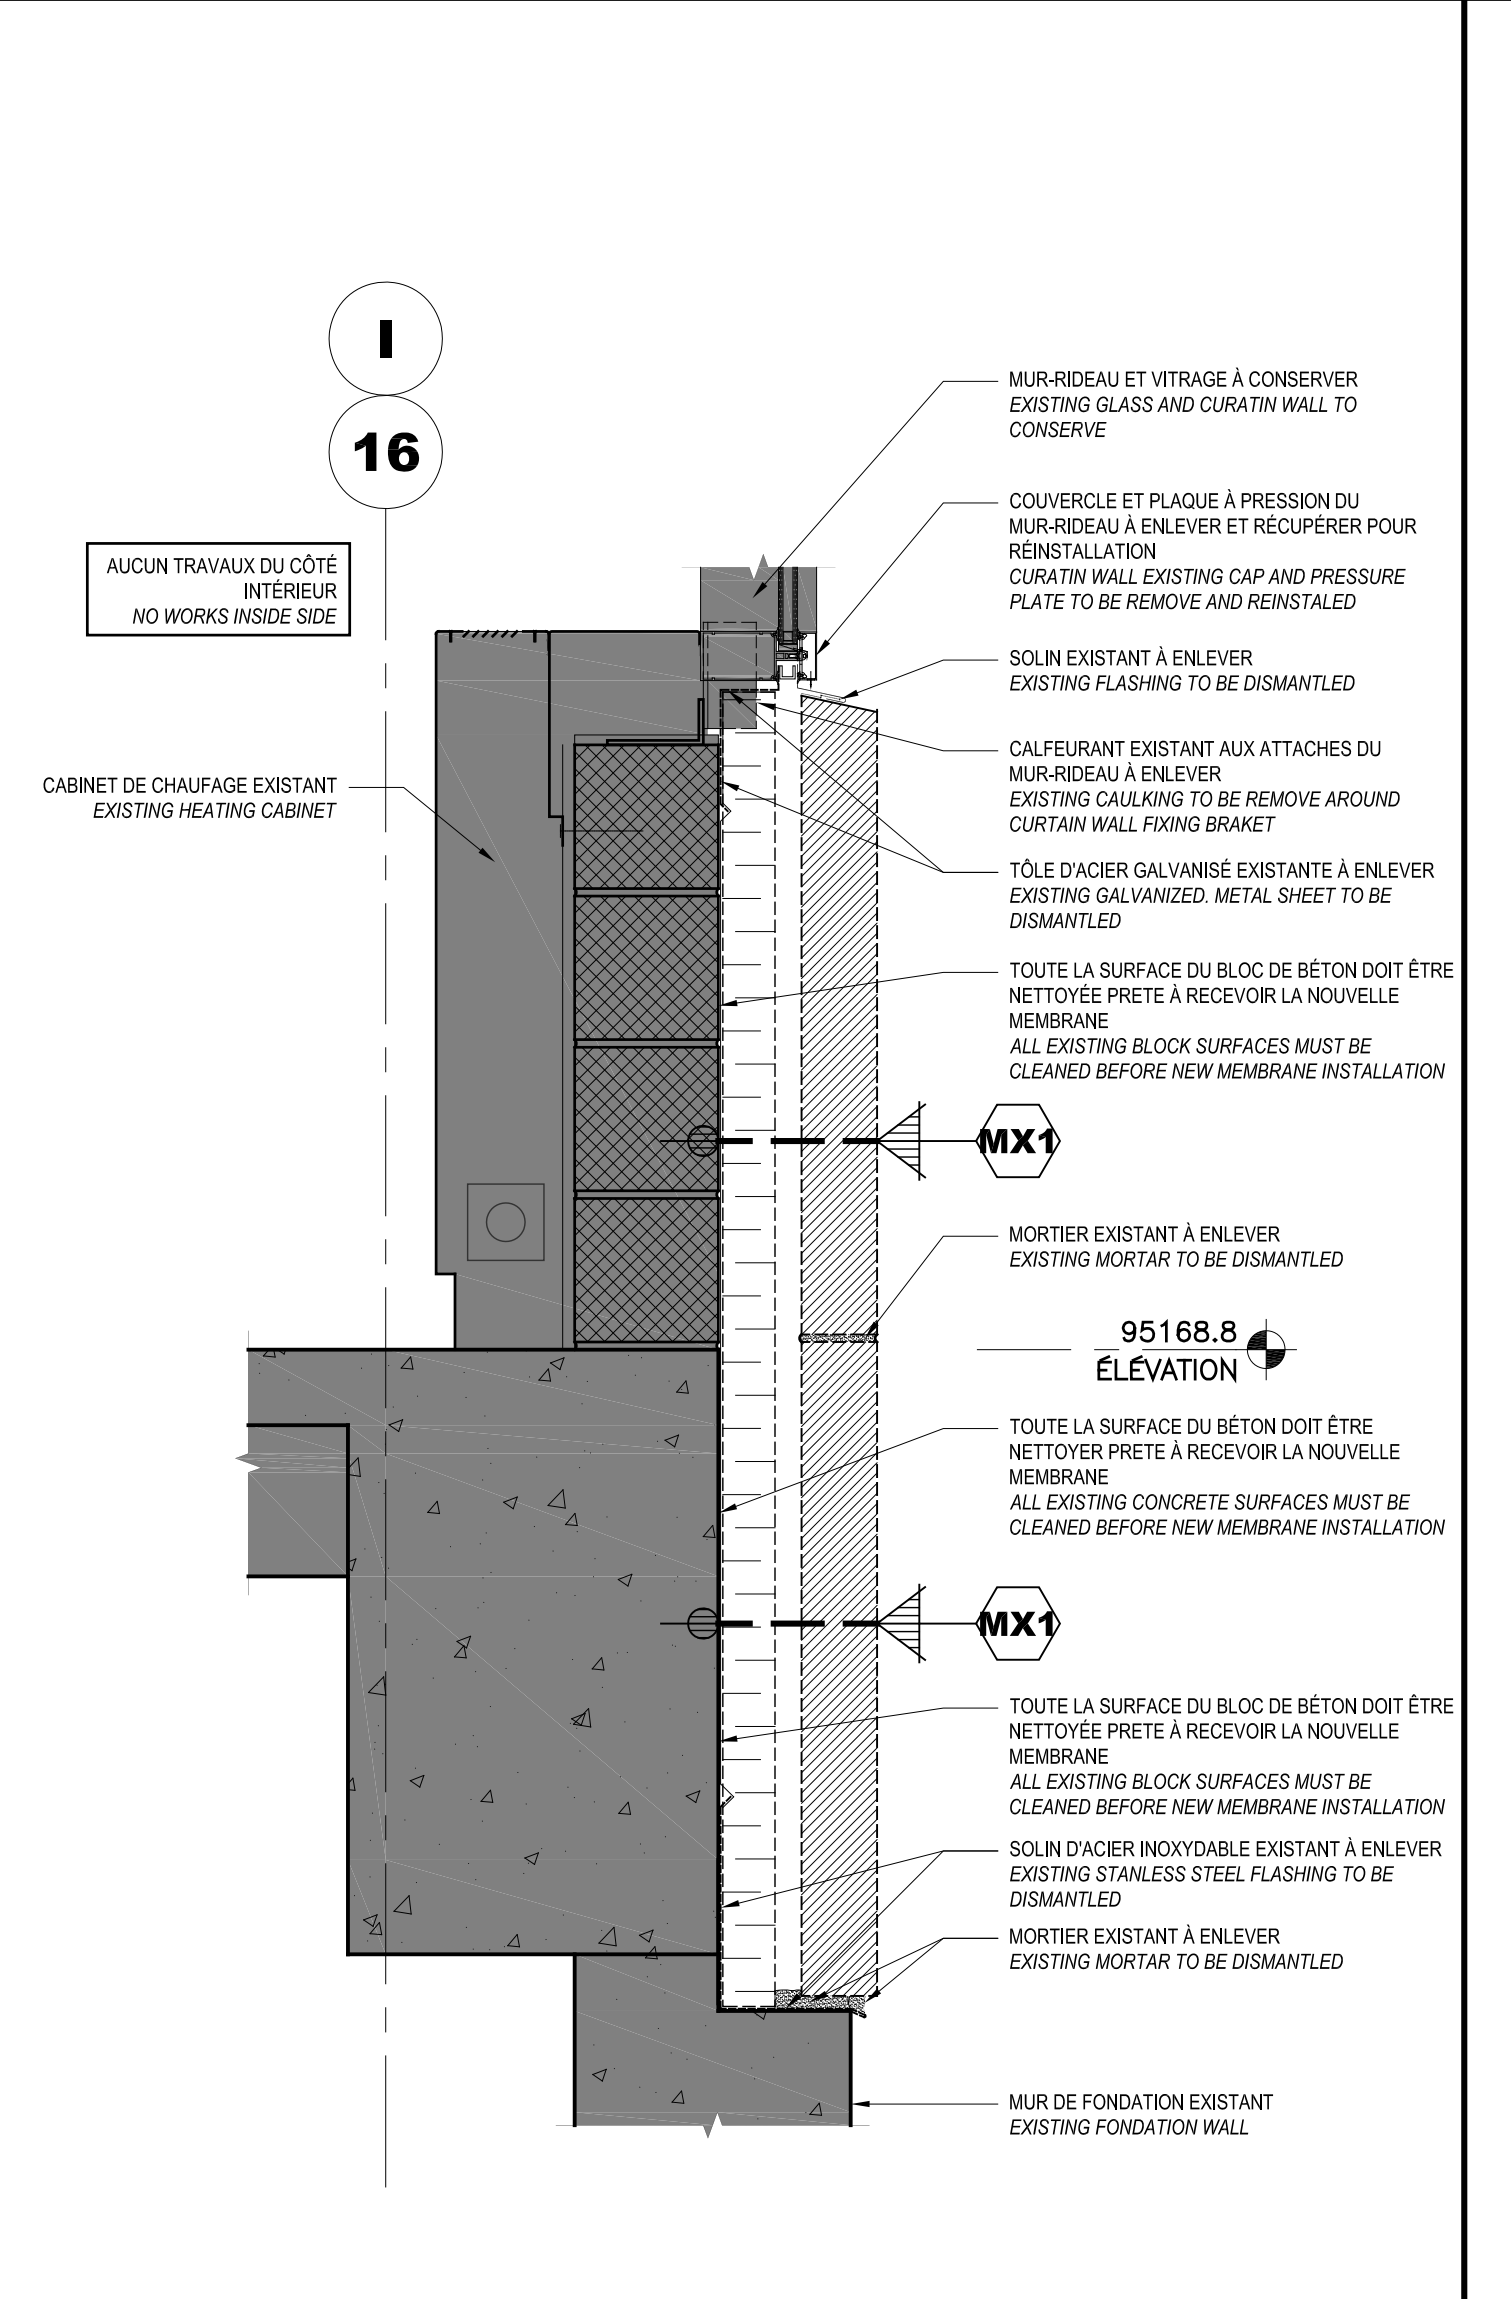 I
16
AUCUN TRAVAUX DU CÔTÉ
INTÉRIEUR
NO WORKS INSIDE SIDE
CABINET DE CHAUFAGE EXISTANT
EXISTING HEATING CABINET
MUR-RIDEAU ET VITRAGE À CONSERVER
EXISTING GLASS AND CURATIN WALL TO
CONSERVE
COUVERCLE ET PLAQUE À PRESSION DU
MUR-RIDEAU À ENLEVER ET RÉCUPÉRER POUR
RÉINSTALLATION
CURATIN WALL EXISTING CAP AND PRESSURE
PLATE TO BE REMOVE AND REINSTALED
SOLIN EXISTANT À ENLEVER
EXISTING FLASHING TO BE DISMANTLED
CALFEURANT EXISTANT AUX ATTACHES DU
MUR-RIDEAU À ENLEVER
EXISTING CAULKING TO BE REMOVE AROUND
CURTAIN WALL FIXING BRAKET
TÔLE D'ACIER GALVANISÉ EXISTANTE À ENLEVER
EXISTING GALVANIZED. METAL SHEET TO BE
DISMANTLED
TOUTE LA SURFACE DU BLOC DE BÉTON DOIT ÊTRE
NETTOYÉE PRETE À RECEVOIR LA NOUVELLE
MEMBRANE
ALL EXISTING BLOCK SURFACES MUST BE
CLEANED BEFORE NEW MEMBRANE INSTALLATION
MX1
MORTIER EXISTANT À ENLEVER
EXISTING MORTAR TO BE DISMANTLED
95168.8
ÉLÉVATION
TOUTE LA SURFACE DU BÉTON DOIT ÊTRE
NETTOYER PRETE À RECEVOIR LA NOUVELLE
MEMBRANE
ALL EXISTING CONCRETE SURFACES MUST BE
CLEANED BEFORE NEW MEMBRANE INSTALLATION
MX1
TOUTE LA SURFACE DU BLOC DE BÉTON DOIT ÊTRE
NETTOYÉE PRETE À RECEVOIR LA NOUVELLE
MEMBRANE
ALL EXISTING BLOCK SURFACES MUST BE
CLEANED BEFORE NEW MEMBRANE INSTALLATION
SOLIN D'ACIER INOXYDABLE EXISTANT À ENLEVER
EXISTING STANLESS STEEL FLASHING TO BE
DISMANTLED
MORTIER EXISTANT À ENLEVER
EXISTING MORTAR TO BE DISMANTLED
MUR DE FONDATION EXISTANT
EXISTING FONDATION WALL